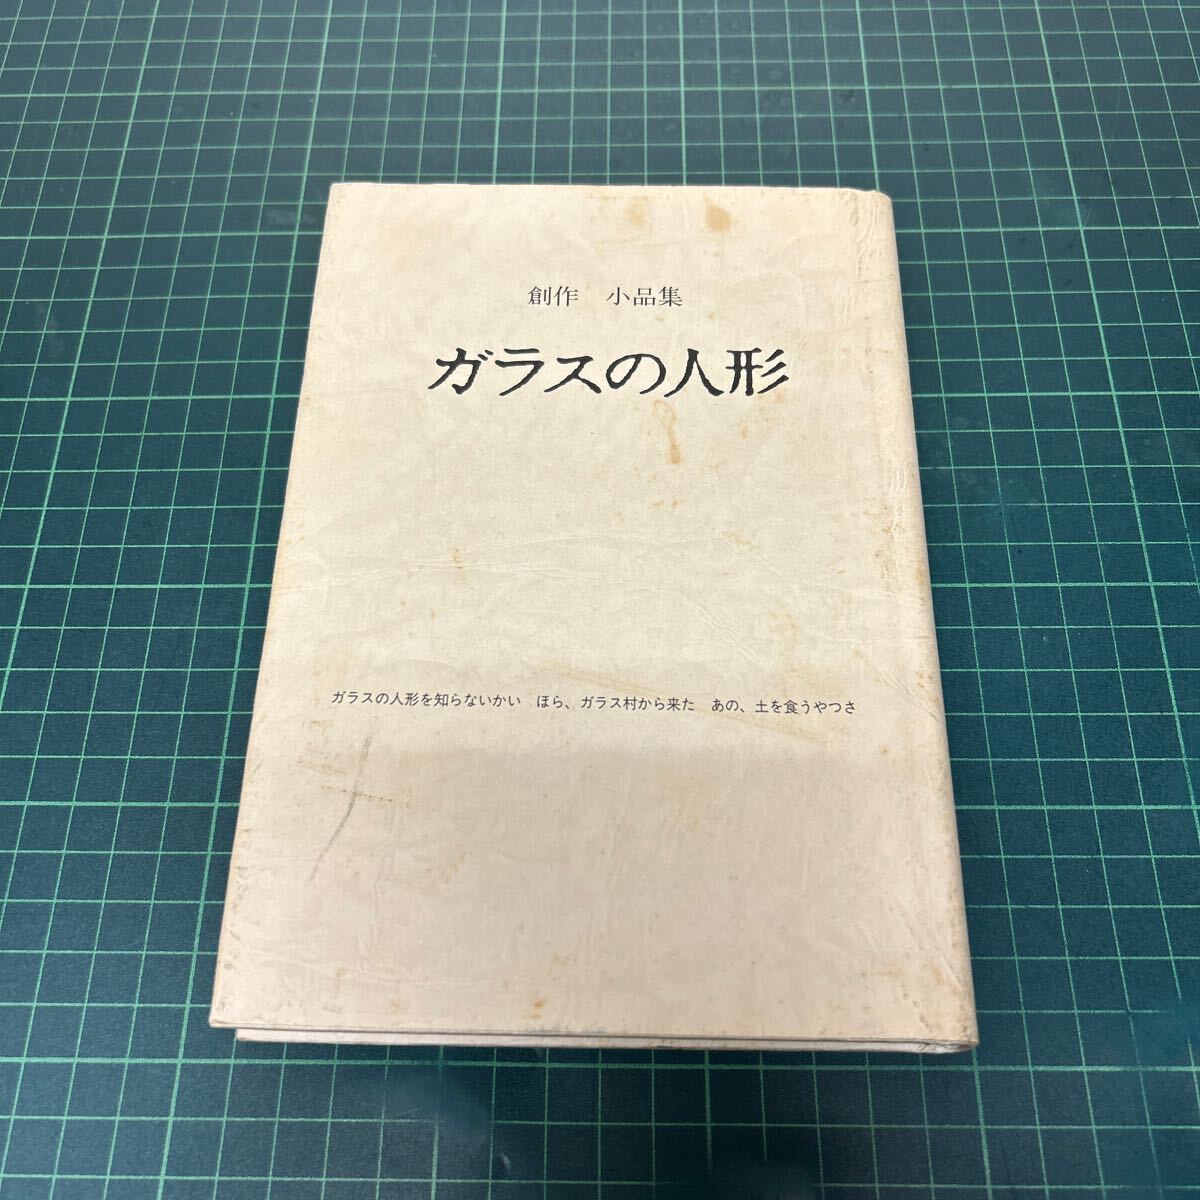 創作　小品集
ガラスの人形
ガラスの人形を知らないかい　ほら、ガラス村から来た　あの、土を食うやつさ